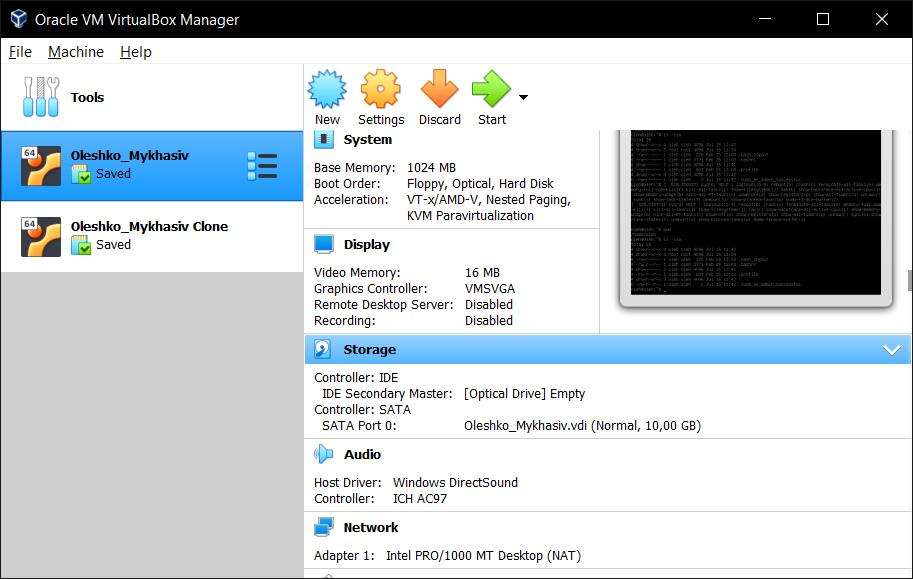 Oracle VM VirtualBox Manager
File Machine Help
Tools
New Settings Discard Start
64
Oleshko_Mykhasiv
Saved
64
Oleshko_Mykhasiv Clone
Saved
System
Base Memory: 1024 MB
Boot Order: Floppy, Optical, Hard Disk
Acceleration: VT-x/AMD-V, Nested Paging,
KVM Paravirtualization
Display
Video Memory: 16 MB
Graphics Controller: VMSVGA
Remote Desktop Server: Disabled
Recording: Disabled
Storage
Controller: IDE
IDE Secondary Master: [Optical Drive] Empty
Controller: SATA
SATA Port 0: Oleshko_Mykhasiv.vdi (Normal, 10,00 GB)
Audio
Host Driver: Windows DirectSound
Controller: ICH AC97
Network
Adapter 1: Intel PRO/1000 MT Desktop (NAT)